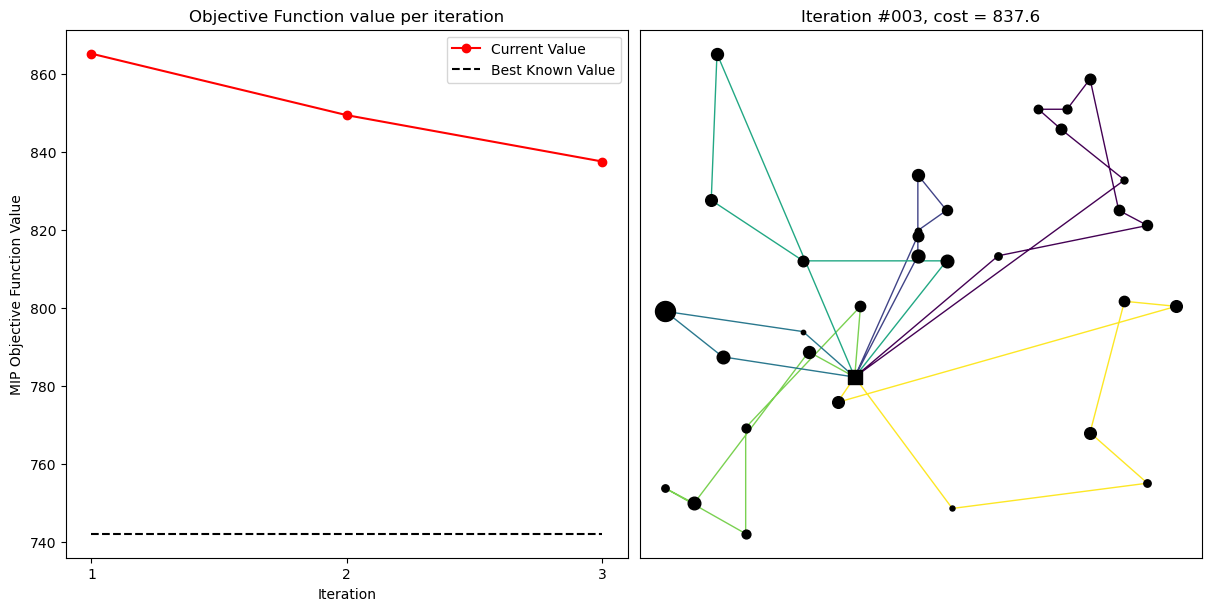 Objective Function value per iteration
Current Value
Best Known Value
MIP Objective Function Value
860
840
820
800
780
760
740
1
2
3
Iteration
Iteration #003, cost = 837.6